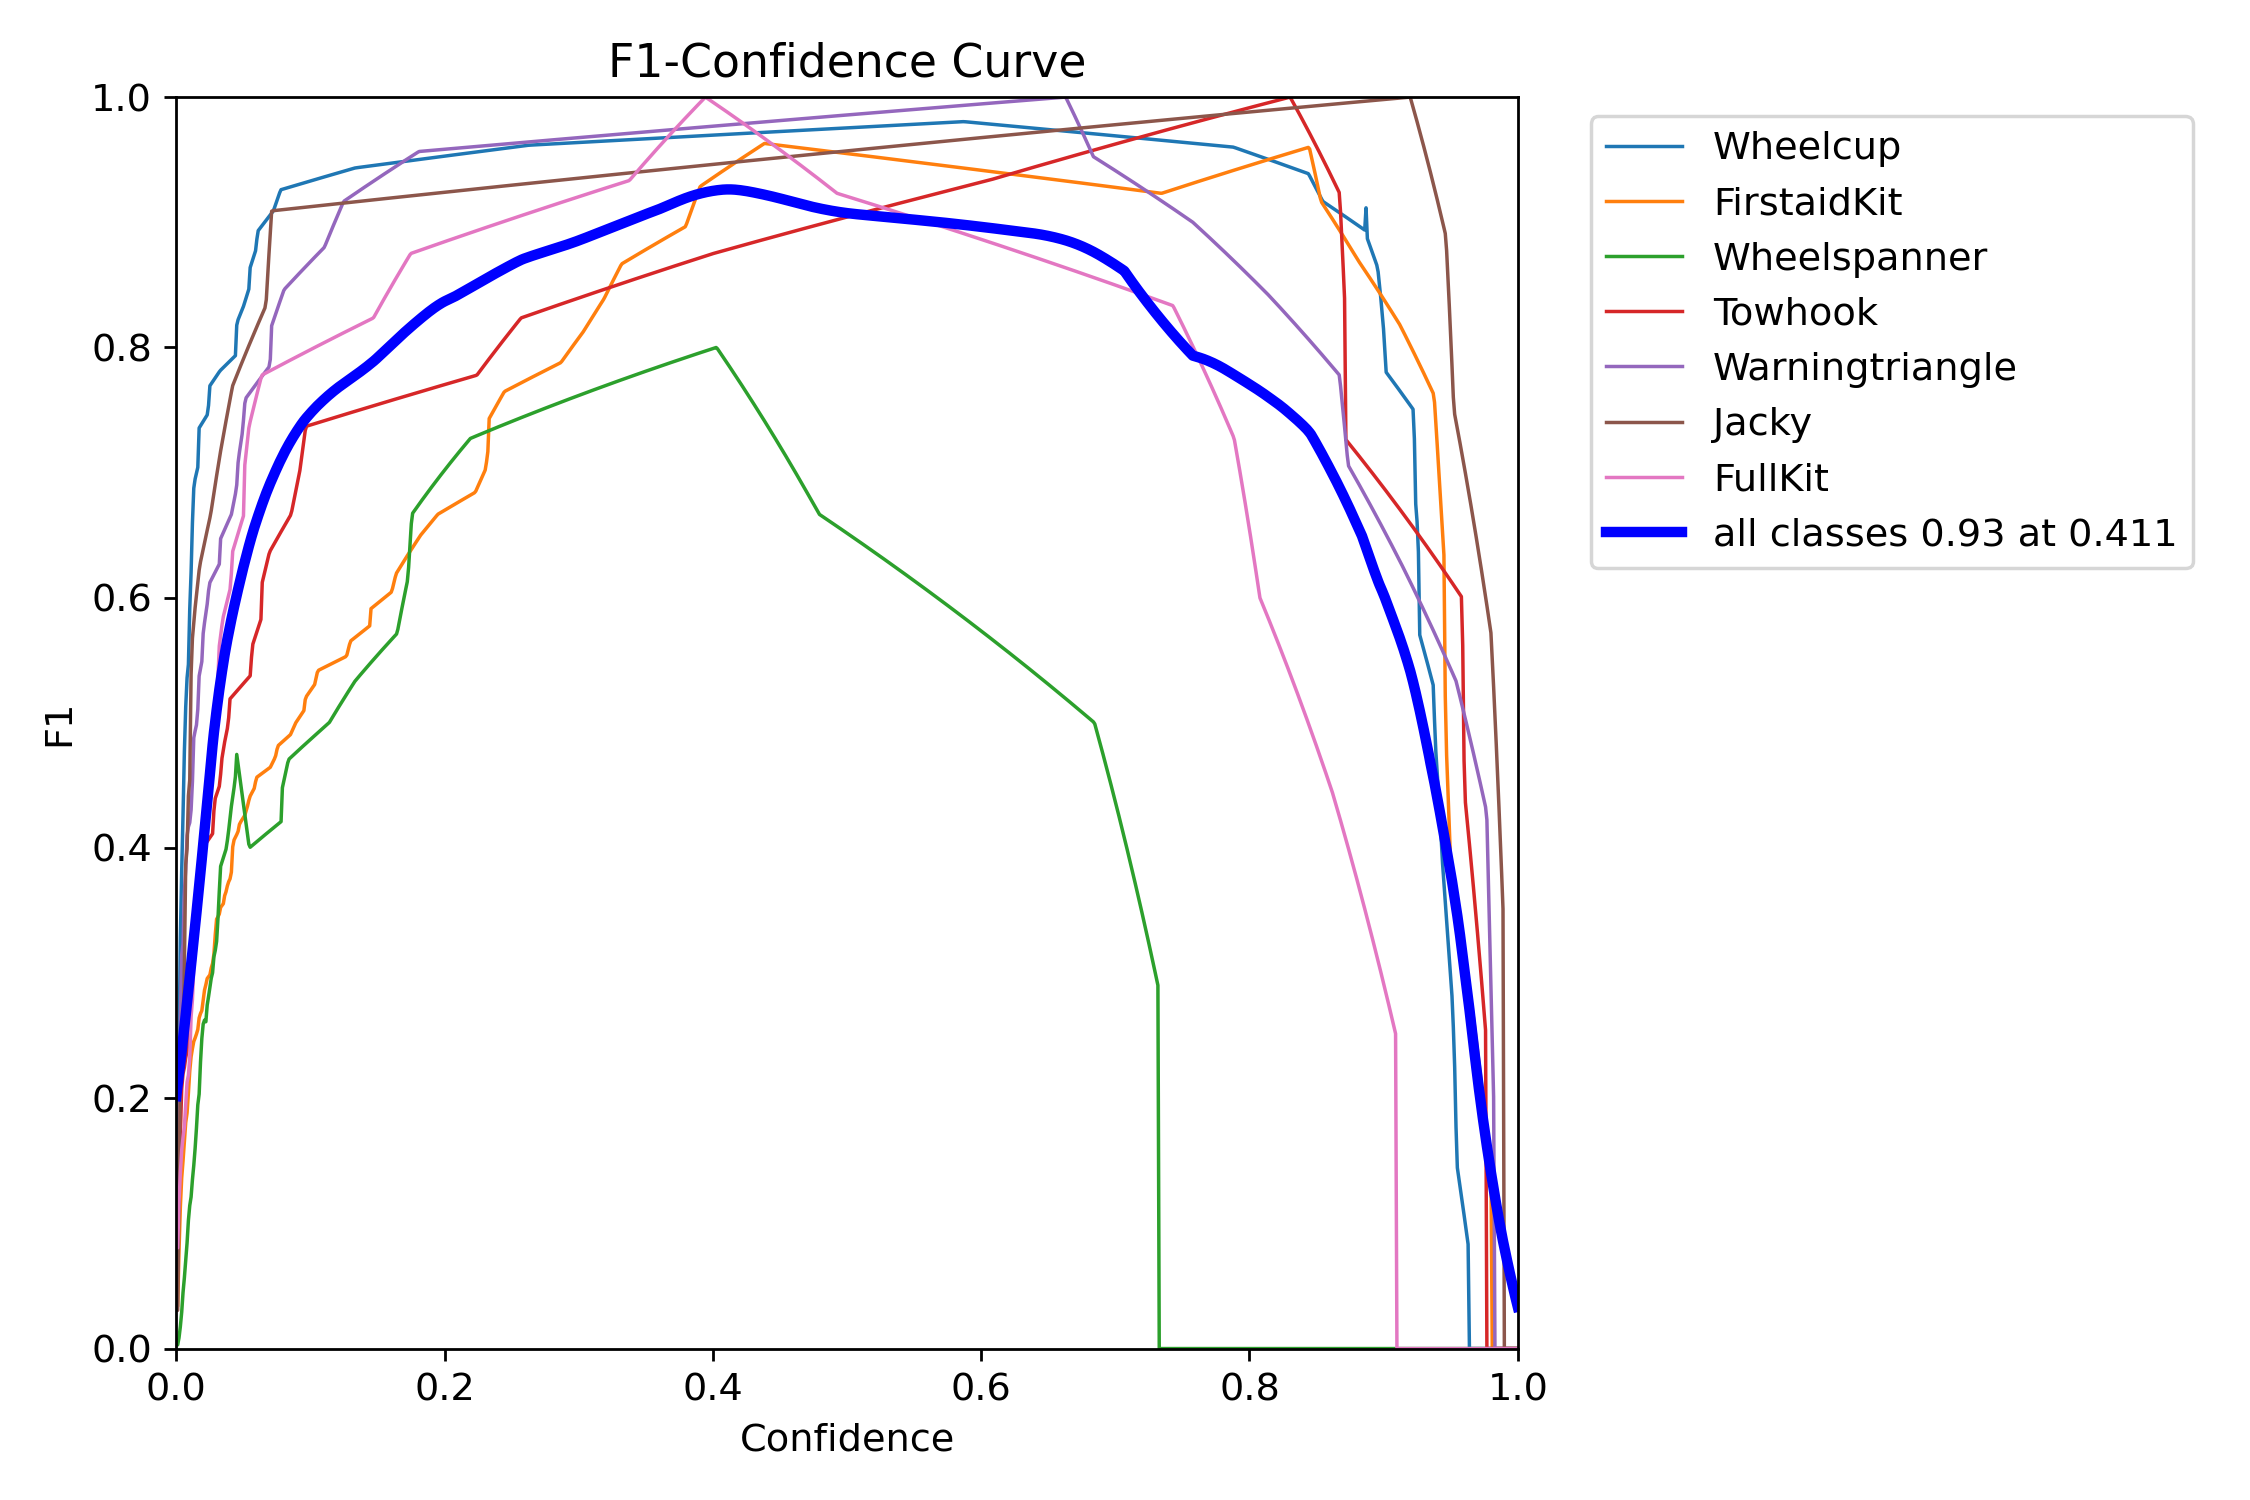 F1-Confidence Curve
1.0
0.8
0.6
0.4
0.2
0.0
F1
0.0 0.2 0.4 0.6 0.8 1.0
Confidence
Wheelcup
FirstaidKit
Wheelspanner
Towhook
Warningtriangle
Jacky
FullKit
all classes 0.93 at 0.411